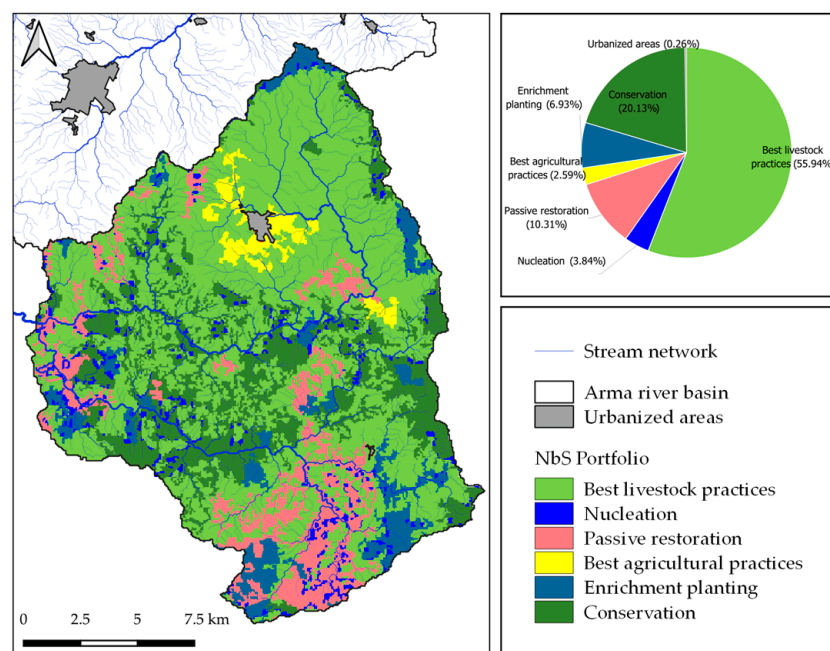 Urbanized areas (0.26%)
Enrichment
planting (6.93%)
Conservation
(20.13%)
Best livestock
practices (55.94%)
Best agricultural
practices (2.59%)
Passive restoration
(10.31%)
Nucleation (3.84%)
Stream network
Arma river basin
Urbanized areas
NbS Portfolio
Best livestock practices
Nucleation
Passive restoration
Best agricultural practices
Enrichment planting
Conservation
0 2.5 5 7.5 km